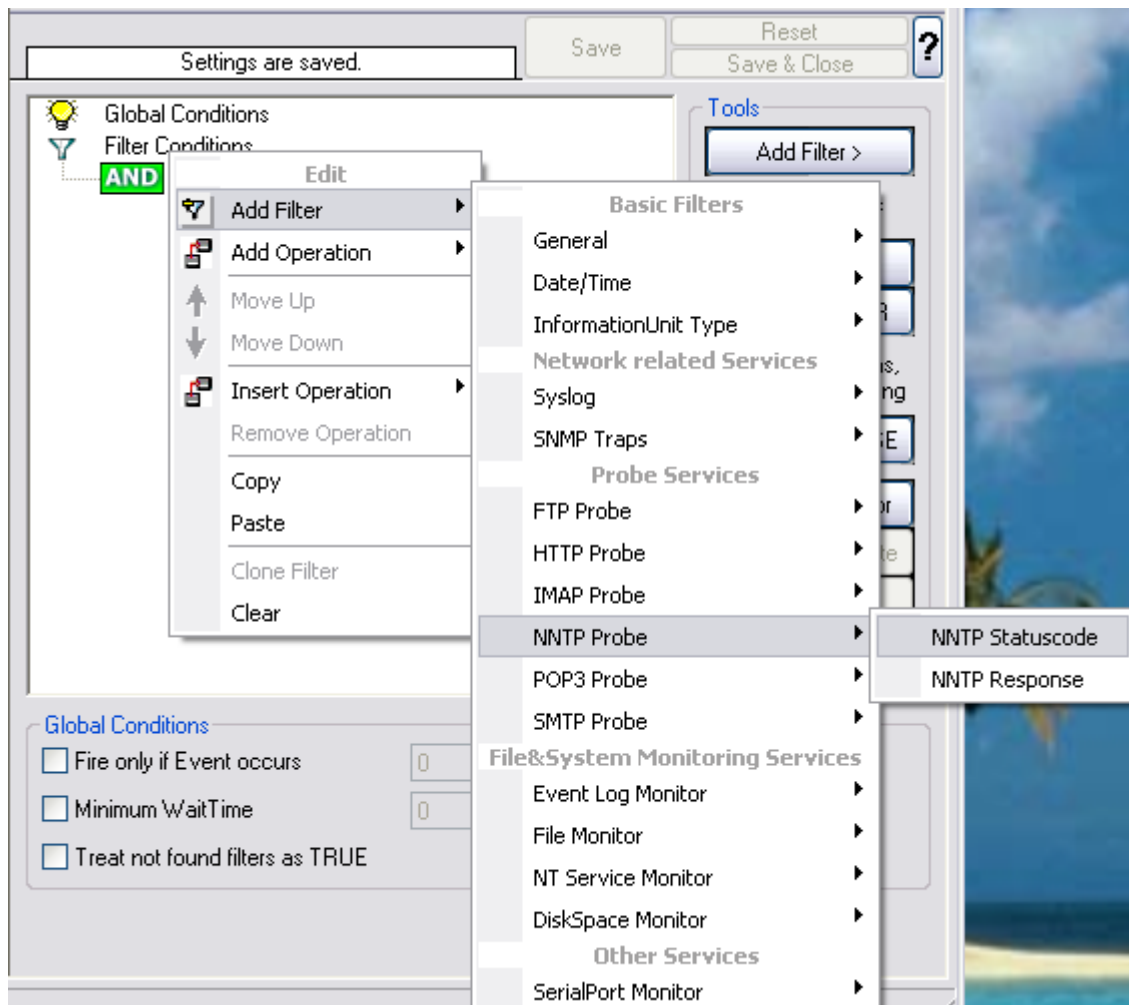 Reset
Save
?
Settings are saved.
Save & Close
Global Conditions
Filter Conditions
AND
Tools
Add Filter >
Edit
Add Filter
Add Operation
Move Up
Move Down
Insert Operation
Remove Operation
Copy
Paste
Clone Filter
Clear
Basic Filters
General
Date/Time
InformationUnit Type
Network related Services
Syslog
SNMP Traps
Probe Services
FTP Probe
HTTP Probe
IMAP Probe
NNTP Probe
POP3 Probe
SMTP Probe
File&System Monitoring Services
Event Log Monitor
File Monitor
NT Service Monitor
DiskSpace Monitor
Other Services
SerialPort Monitor
NNTP Statuscode
NNTP Response
Global Conditions
Fire only if Event occurs
0
Minimum WaitTime
0
Treat not found filters as TRUE